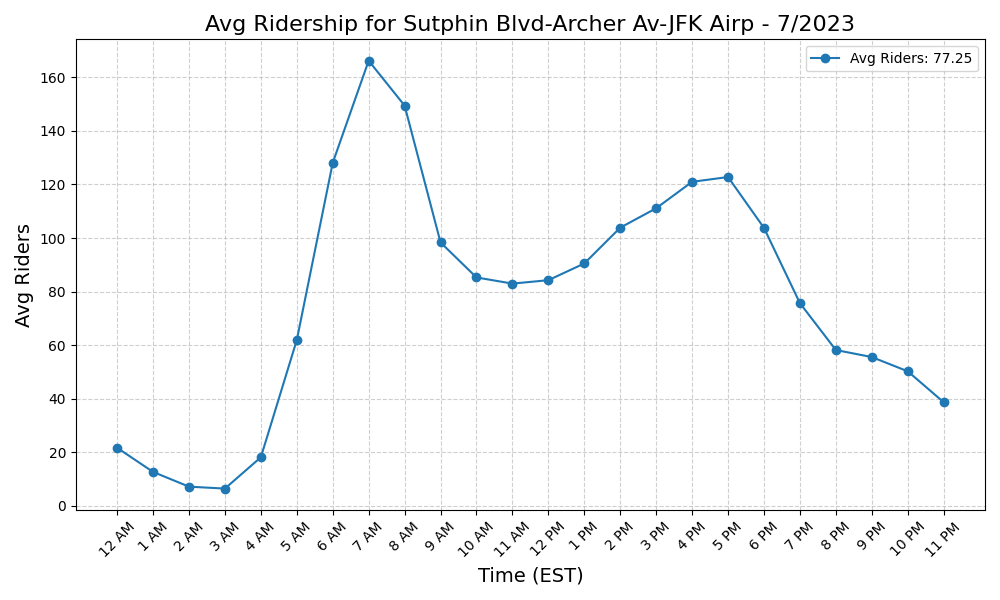 Avg Ridership for Sutphin Blvd-Archer Av-JFK Airp - 7/2023
Avg Riders: 77.25
Avg Riders
160
140
120
100
80
60
40
20
0
12 AM
1 AM
2 AM
3 AM
4 AM
5 AM
6 AM
7 AM
8 AM
9 AM
10 AM
11 AM
12 PM
1 PM
2 PM
3 PM
4 PM
5 PM
6 PM
7 PM
8 PM
9 PM
10 PM
11 PM
Time (EST)